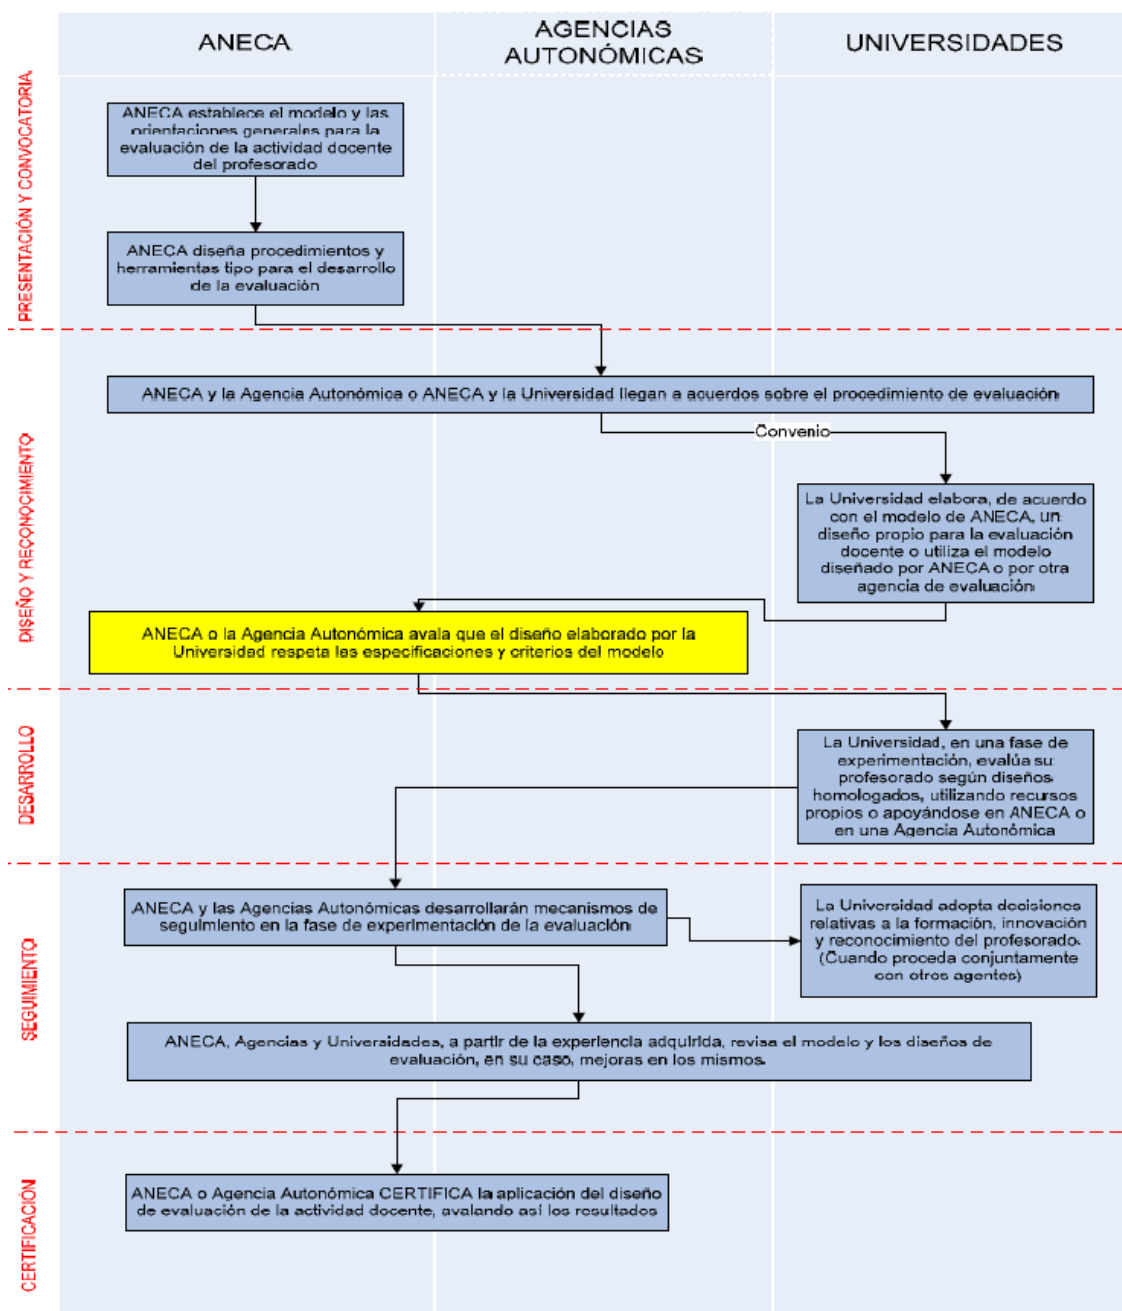 ANECA
AGENCIAS
AUTONÓMICAS
UNIVERSIDADES
PRESENTACIÓN Y CONVOCATORIA
ANECA establece el modelo y las
orientaciones generales para la
evaluación de la actividad docente
del profesorado
ANECA diseña procedimientos y
herramientas tipo para el desarrollo
de la evaluación
DISEÑO Y RECONOCIMIENTO
ANECA y la Agencia Autonómica o ANECA y la Universidad llegan a acuerdos sobre el procedimiento de evaluación
Convenio
La Universidad elabora, de acuerdo
con el modelo de ANECA, un
diseño propio para la evaluación
docente o utiliza el modelo
diseñado por ANECA o por otra
agencia de evaluación
ANECA o la Agencia Autonómica avala que el diseño elaborado por la
Universidad respeta las especificaciones y criterios del modelo
DESARROLLO
La Universidad, en una fase de
experimentación, evalúa su
profesorado según diseños
homologados, utilizando recursos
propios o apoyándose en ANECA o
en una Agencia Autonómica
SEGUIMIENTO
ANECA y las Agencias Autonómicas desarrollarán mecanismos de
seguimiento en la fase de experimentación de la evaluación
La Universidad adopta decisiones
relativas a la formación, innovación
y reconocimiento del profesorado.
(Cuando proceda conjuntamente
con otros agentes)
ANECA, Agencias y Universidades, a partir de la experiencia adquirida, revisa el modelo y los diseños de
evaluación, en su caso, mejoras en los mismos.
CERTIFICACIÓN
ANECA o Agencia Autonómica CERTIFICA la aplicación del diseño
de evaluación de la actividad docente, avalando así los resultados